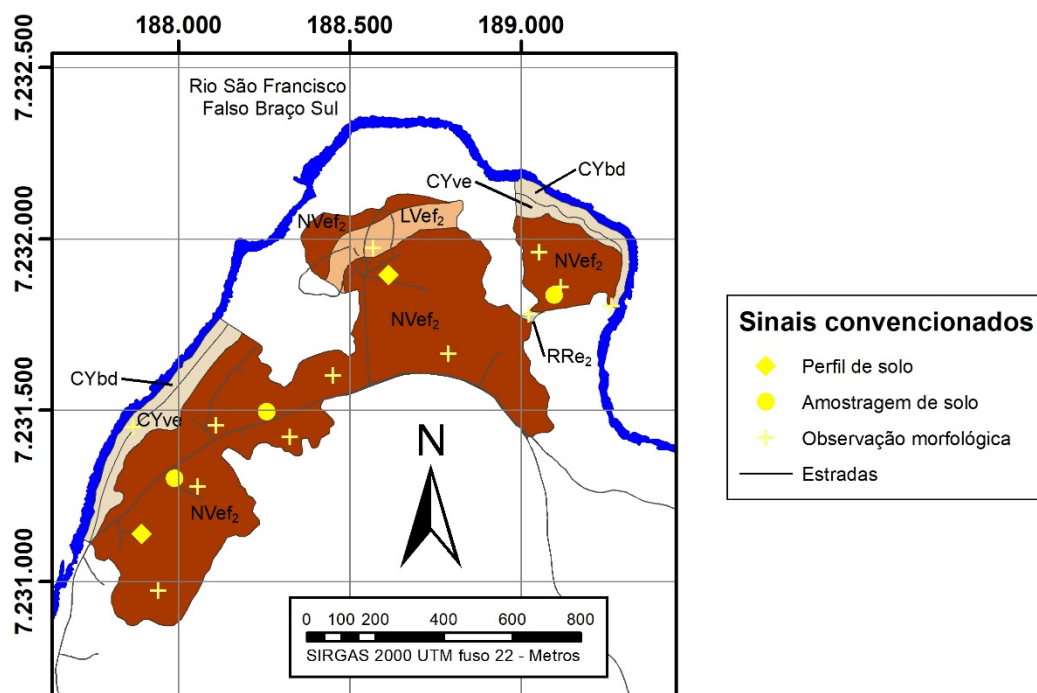 188.000 188.500 189.000
7.232.500
7.232.000
7.231.500
7.231.000
Rio São Francisco
Falso Braço Sul
CYbd
CYve
NVef2
LVef2
NVef2
NVef2
RRe2
CYbd
CYve
NVef2
N
0 100 200 400 600 800
SIRGAS 2000 UTM fuso 22 - Metros
Sinais convencionados
Perfil de solo
Amostragem de solo
Observação morfológica
Estradas